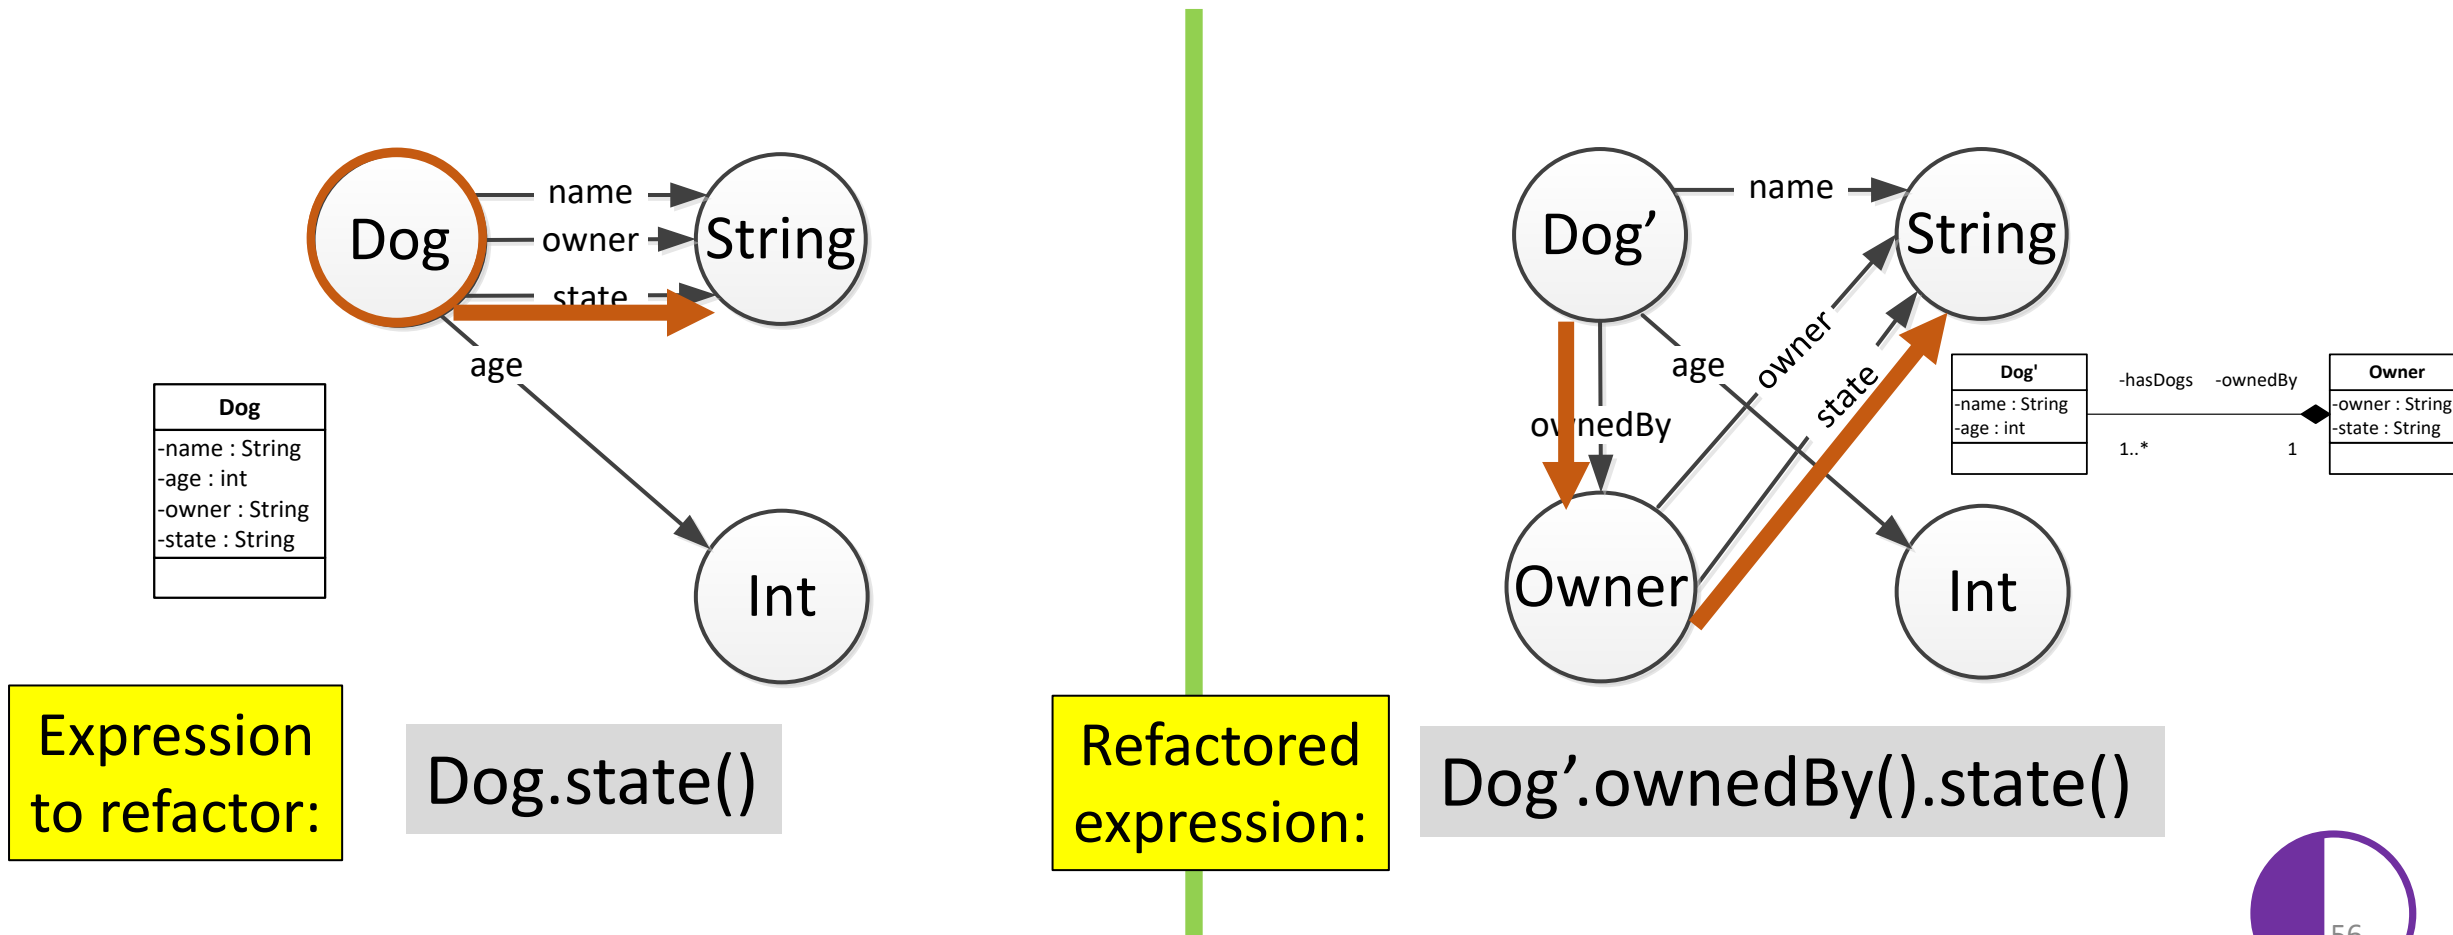 name
Dog
owner
String
state
age
Int
Dog
-name : String
-age : int
-owner : String
-state : String
Expression
to refactor:
Dog.state()
name
Dog’
String
owner
age
state
ownedBy
Owner
Int
Dog'
-name : String
-age : int
-hasDogs
-ownedBy
1..*
1
Owner
-owner : String
-state : String
Refactored
expression:
Dog’.ownedBy().state()
56